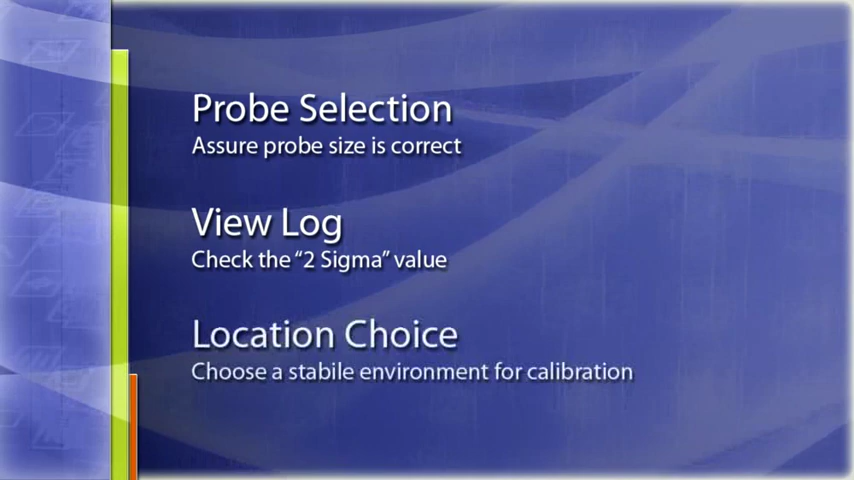 Probe Selection
Assure probe size is correct
View Log
Check the “2 Sigma” value
Location Choice
Choose a stabile environment for calibration